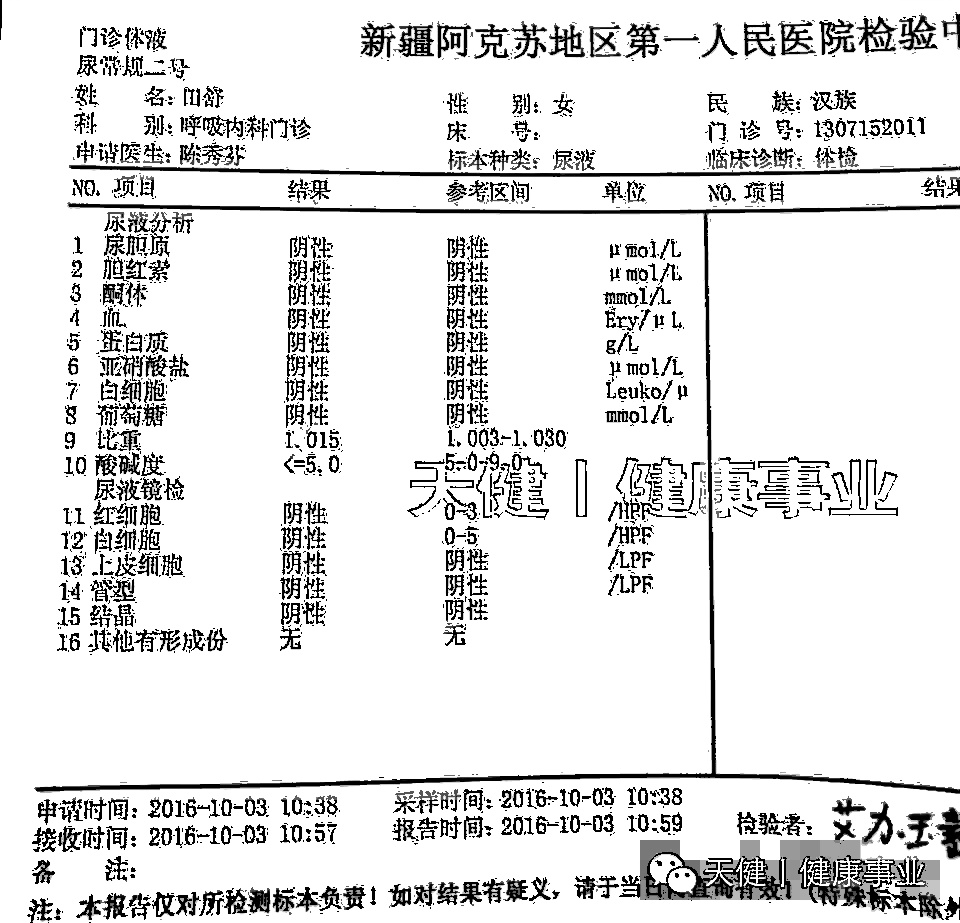 新疆阿克苏地区第一人民医院检验中
门诊体液
尿常规二号
姓 名: 田舒 性 别: 女 民 族: 汉族
科 别: 呼吸内科门诊 床 号: 门 诊 号: 1307152011
申请医生: 陈秀芬 标本种类: 尿液 临床诊断: 体检
NO. 项目 结果 参考区间 单位 NO. 项目 结果
尿液分析
1 尿胆原 阴性 阴性 μmol/L
2 胆红素 阴性 阴性 μmol/L
3 酮体 阴性 阴性 mmol/L
4 血 阴性 阴性 Ery/μL
5 蛋白质 阴性 阴性 g/L
6 亚硝酸盐 阴性 阴性 μmol/L
7 白细胞 阴性 阴性 Leuko/μ
8 葡萄糖 阴性 阴性 mmol/L
9 比重 1.015 1.003-1.030
10 酸碱度 <=5.0 5.0-9.0
天健丨健康事业
尿液镜检
11 红细胞 阴性 0-3 /HPF
12 白细胞 阴性 0-5 /HPF
13 上皮细胞 阴性 阴性 /LPF
14 管型 阴性 阴性 /LPF
15 结晶 阴性 阴性
16 其他有形成份 无 无
申请时间: 2016-10-03 10:38 采样时间: 2016-10-03 10:38
接收时间: 2016-10-03 10:57 报告时间: 2016-10-03 10:59 检验者: 艾力.王
备 注:
天健丨健康事业
注: 本报告仅对所检测标本负责! 如对结果有疑义, 请于当日 查询有效! (特殊标本除外